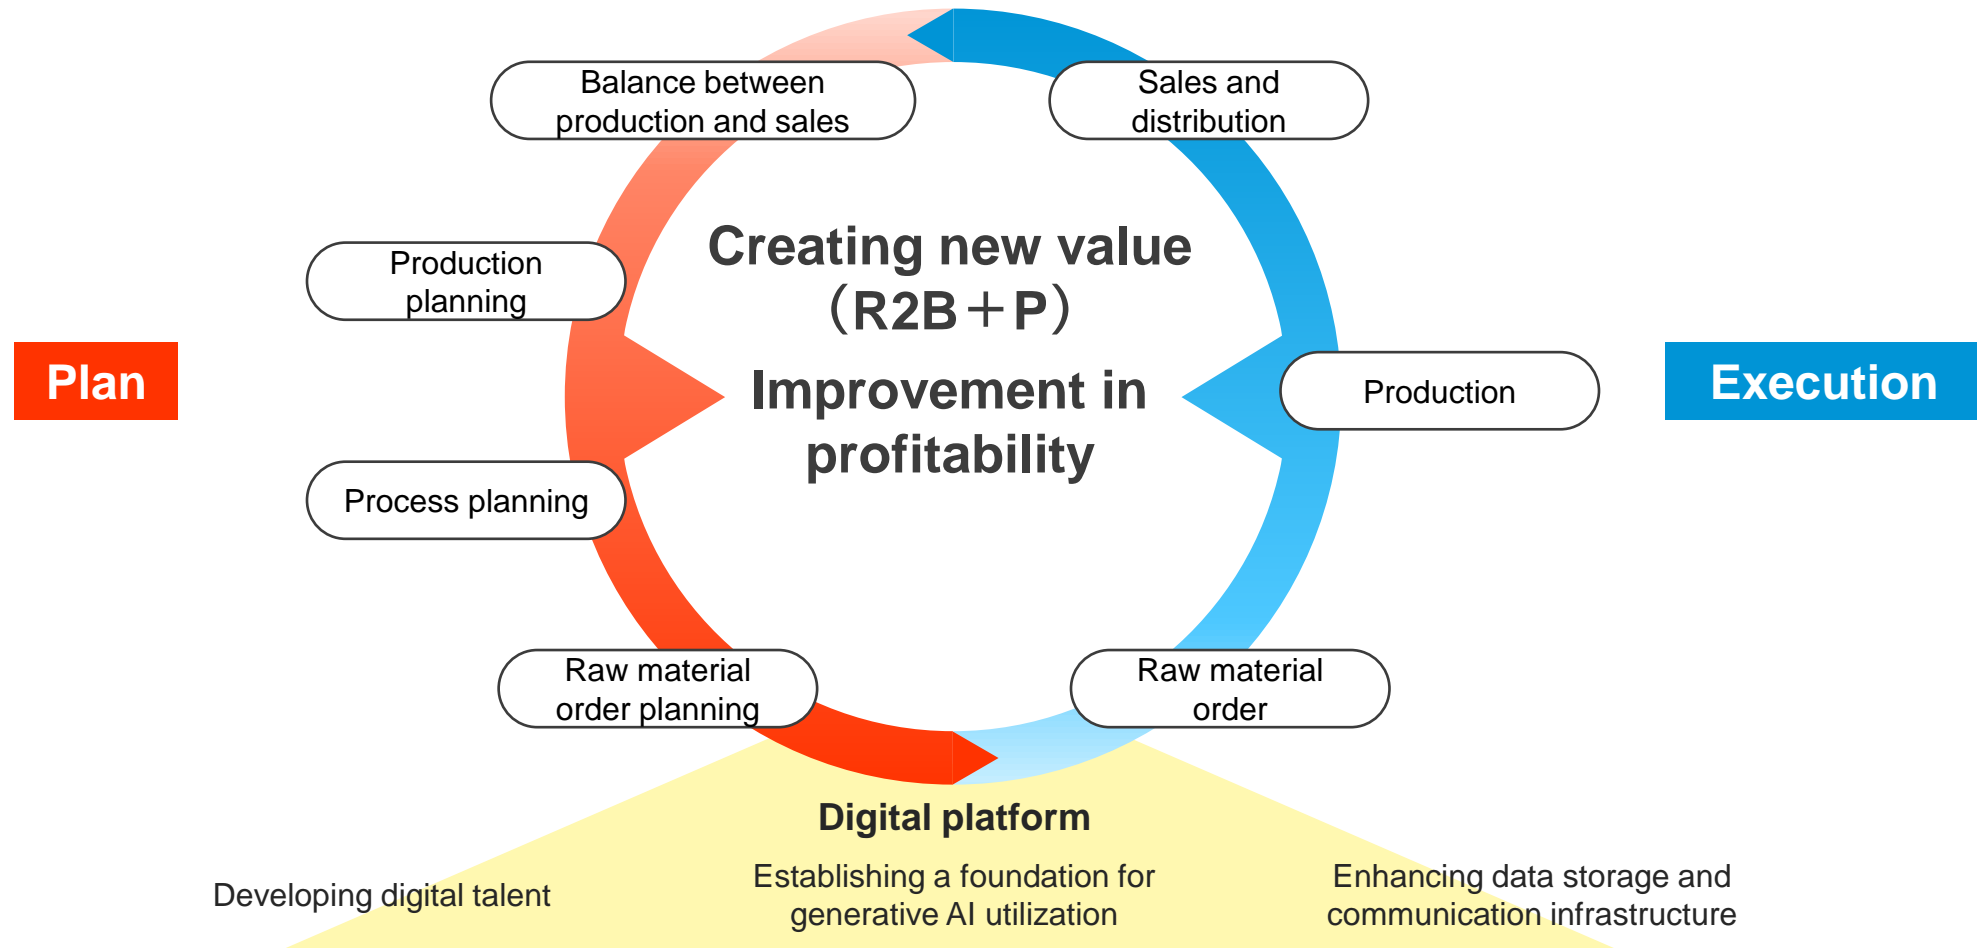 Balance between
production and sales
Sales and
distribution
Creating new value
（R2B＋P）
Improvement in
profitability
Production
planning
Plan
Production
Execution
Process planning
Raw material
order planning
Raw material
order
Digital platform
Developing digital talent
Establishing a foundation for
generative AI utilization
Enhancing data storage and
communication infrastructure